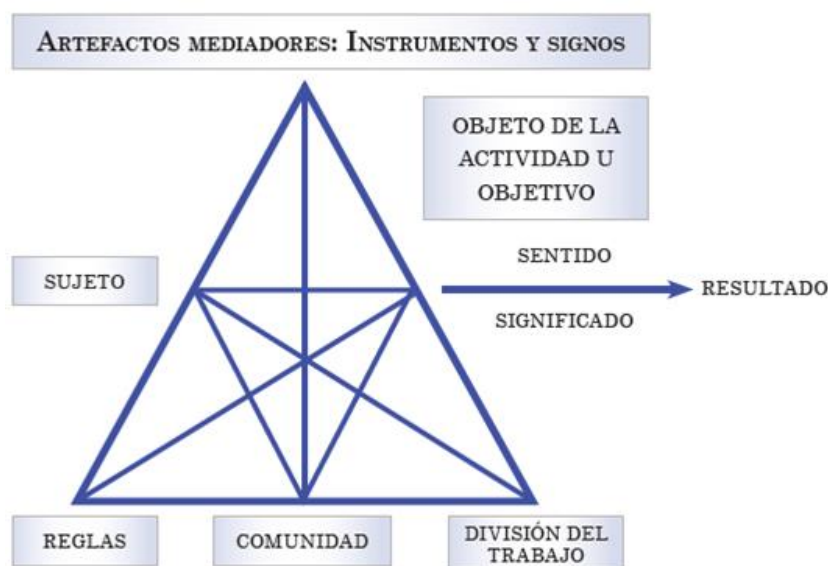 ARTEFACTOS MEDIADORES: INSTRUMENTOS Y SIGNOS
OBJETO DE LA
ACTIVIDAD U
OBJETIVO
SUJETO
SENTIDO
RESULTADO
SIGNIFICADO
REGLAS
COMUNIDAD
DIVISIÓN DEL
TRABAJO